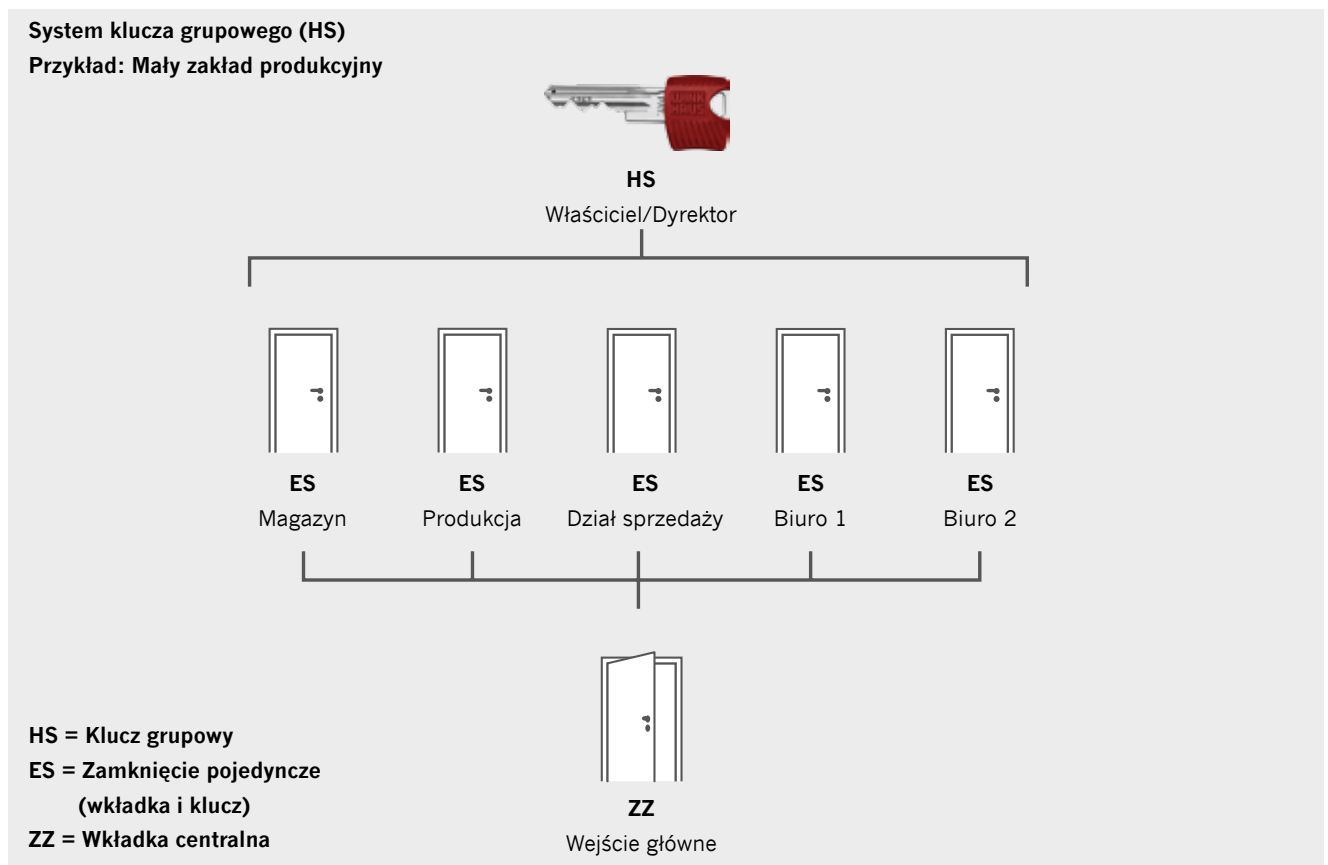 System klucza grupowego (HS)
Przykład: Mały zakład produkcyjny
HS
Właściciel/Dyrektor
ES ES ES ES ES
Magazyn Produkcja Dział sprzedaży Biuro 1 Biuro 2
HS = Klucz grupowy
ES = Zamknięcie pojedyncze
(wkładka i klucz)
ZZ = Wkładka centralna
ZZ
Wejście główne